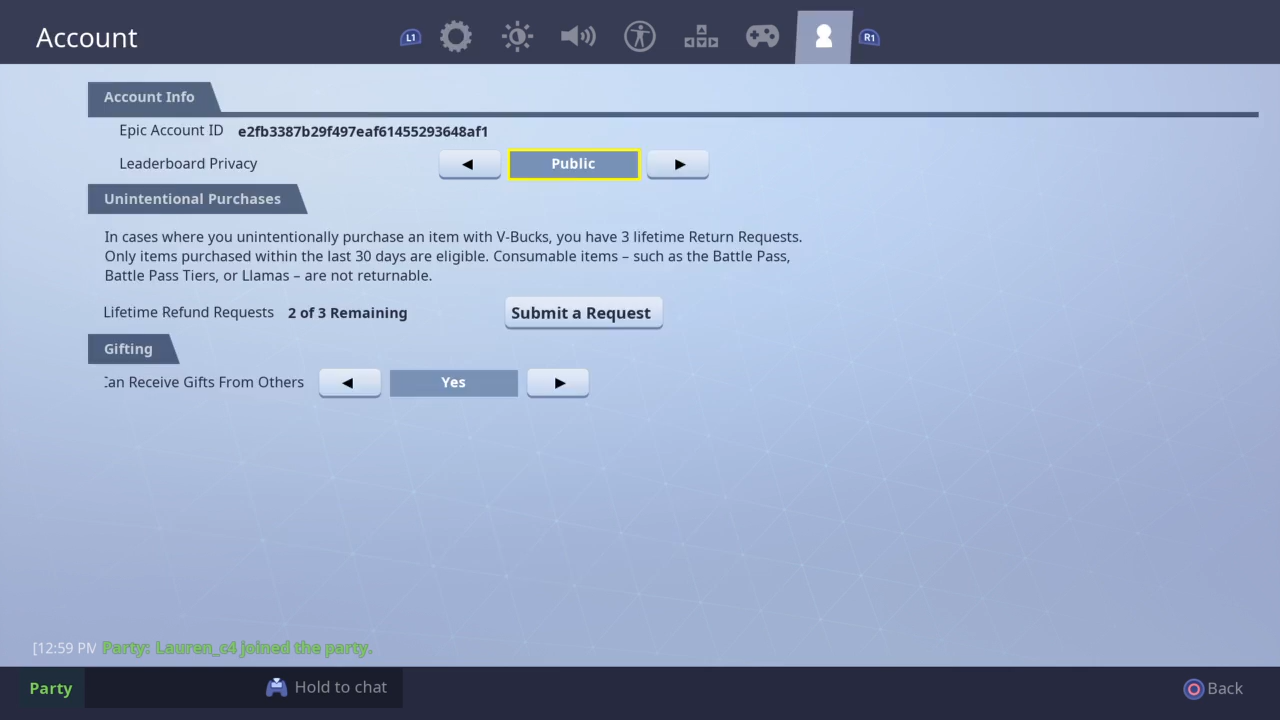 Account
L1
R1
Account Info
Epic Account ID e2fb3387b29f497eaf61455293648af1
Leaderboard Privacy Public
Unintentional Purchases
In cases where you unintentionally purchase an item with V-Bucks, you have 3 lifetime Return Requests.
Only items purchased within the last 30 days are eligible. Consumable items – such as the Battle Pass,
Battle Pass Tiers, or Llamas – are not returnable.
Lifetime Refund Requests 2 of 3 Remaining Submit a Request
Gifting
Can Receive Gifts From Others Yes
[12:59 PM Party: Lauren_c4 joined the party.
Party Hold to chat Back